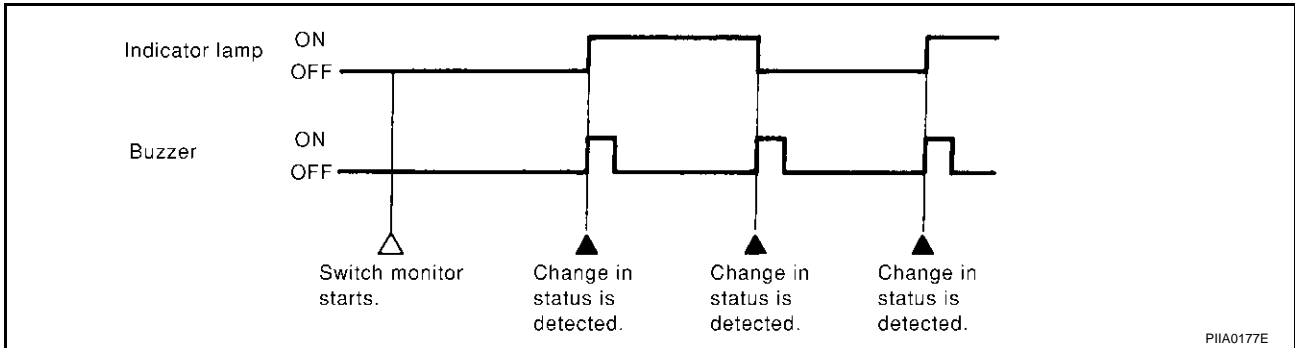 Indicator lamp
ON
OFF
Buzzer
ON
OFF
Switch monitor
starts.
Change in
status is
detected.
Change in
status is
detected.
Change in
status is
detected.
PIIA0177E